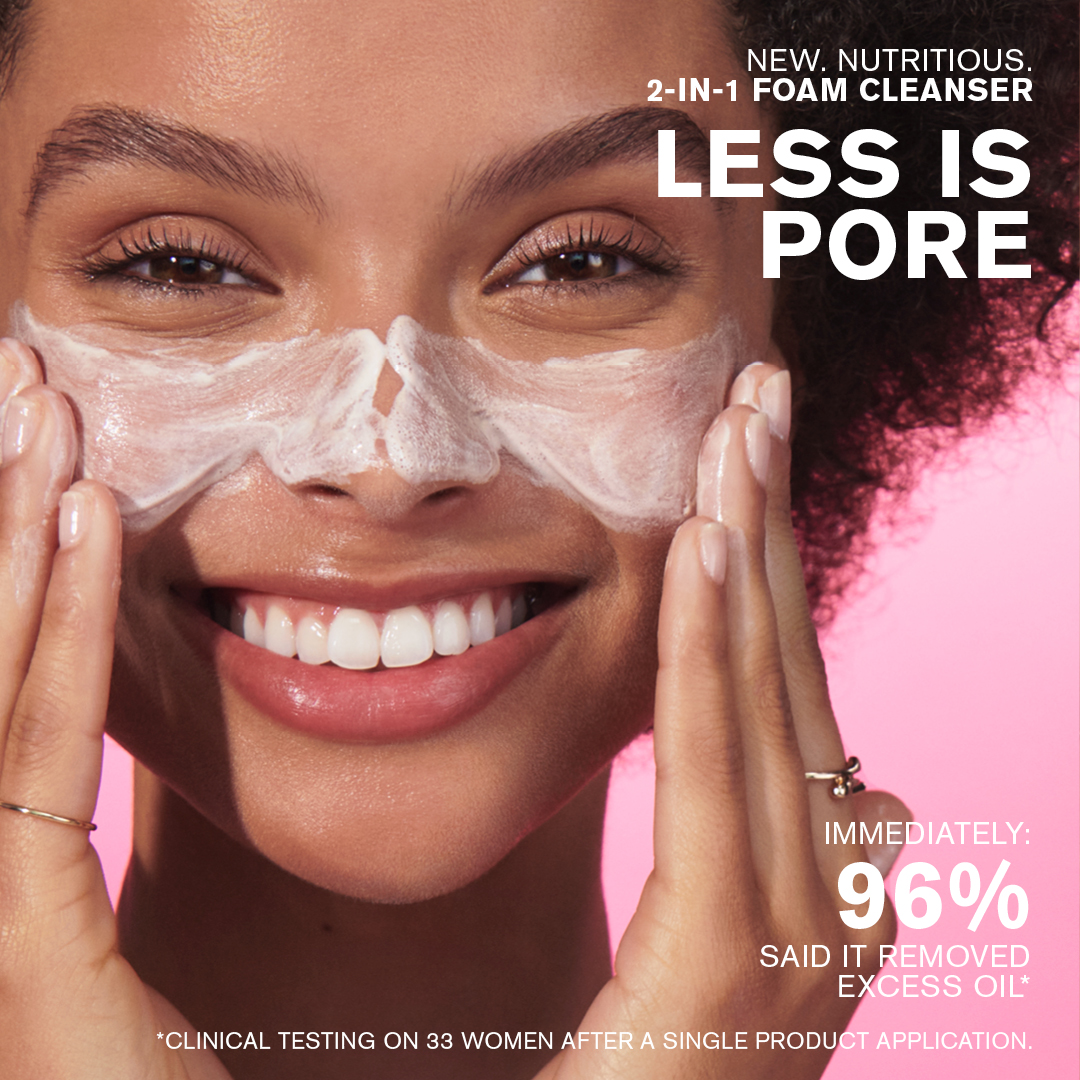 NEW. NUTRITIOUS.
2-IN-1 FOAM CLEANSER
LESS IS
PORE
IMMEDIATELY:
96%
SAID IT REMOVED
EXCESS OIL*
*CLINICAL TESTING ON 33 WOMEN AFTER A SINGLE PRODUCT APPLICATION.